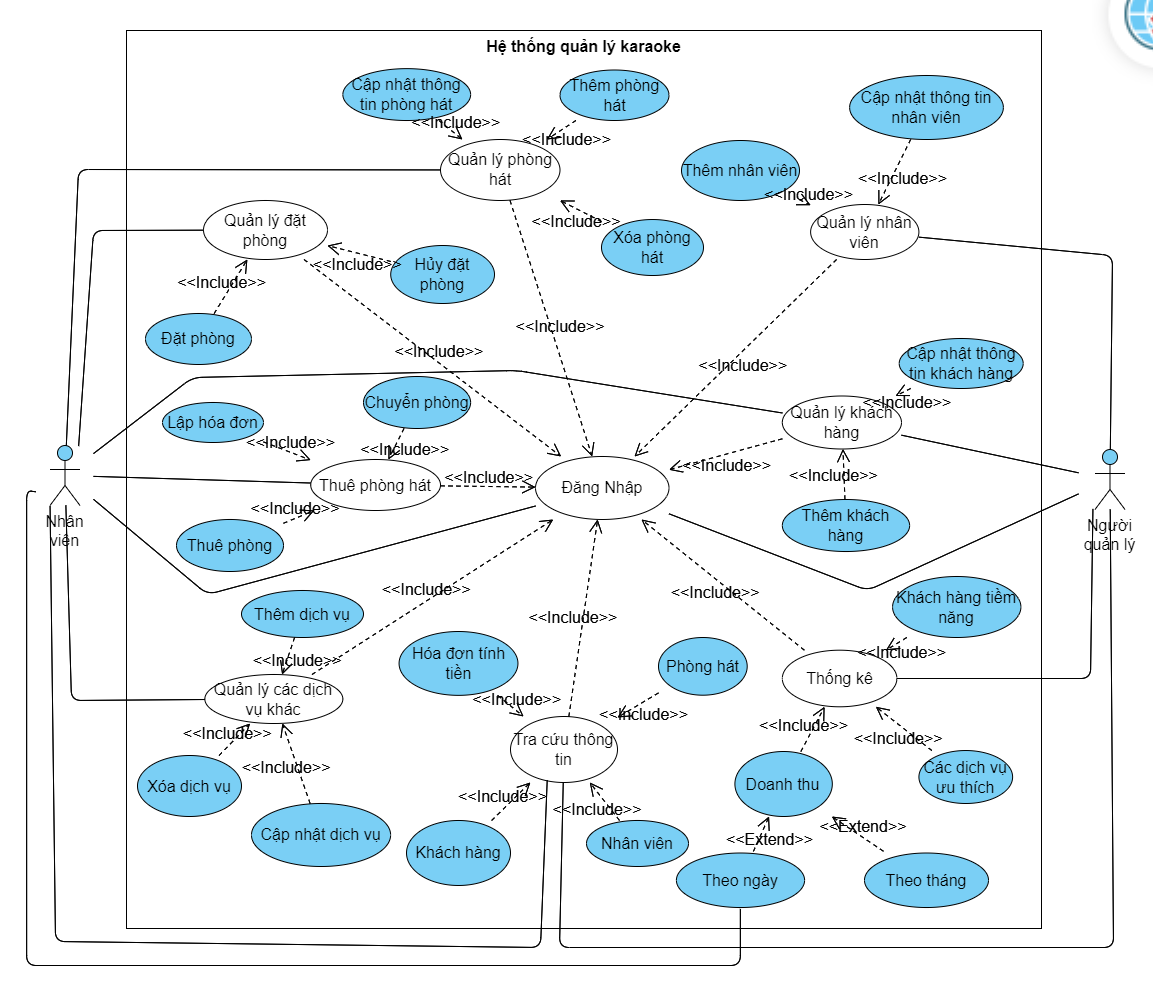 Hệ thống quản lý karaoke
Cập nhật thông
tin phòng hát
Thêm phòng
hát
Cập nhật thông tin
nhân viên
<<Include>>
<<Include>>
Quản lý phòng
hát
Thêm nhân viên
<<Include>>
<<Include>>
Quản lý đặt
phòng
<<Include>>
Xóa phòng
hát
Quản lý nhân
viên
<<Include>>
Hủy đặt
phòng
<<Include>>
Đặt phòng
<<Include>>
<<Include>>
<<Include>>
Cập nhật thông
tin khách hàng
Chuyển phòng
<<Include>>
Lập hóa đơn
Quản lý khách
hàng
<<Include>>
<<Include>>
<<Include>>
Thuê phòng hát
<<Include>>
Đăng Nhập
<<Include>>
<<Include>>
Thêm khách
hàng
Nhân
viên
Người
quản lý
Thuê phòng
<<Include>>
<<Include>>
Khách hàng tiềm
năng
Thêm dịch vụ
<<Include>>
<<Include>>
Hóa đơn tính
tiền
Phòng hát
<<Include>>
Thống kê
Quản lý các dịch
vụ khác
<<Include>>
<<Include>>
<<Include>>
<<Include>>
Tra cứu thông
tin
<<Include>>
<<Include>>
Xóa dịch vụ
Doanh thu
Các dịch vụ
ưu thích
<<Include>>
<<Include>>
Cập nhật dịch vụ
Khách hàng
Nhân viên
<<Extend>>
<<Extend>>
Theo ngày
Theo tháng